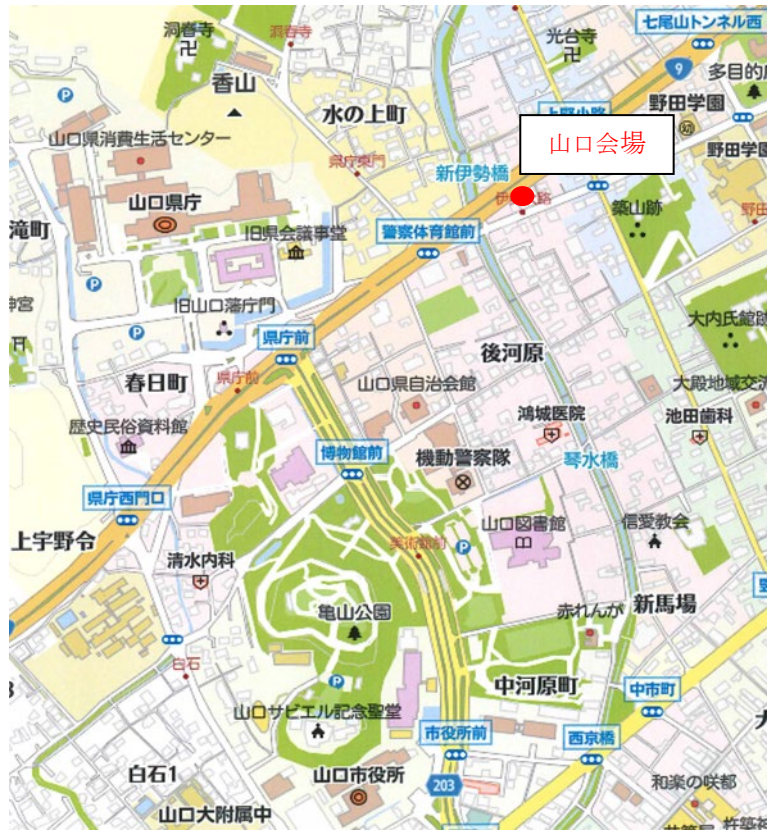 洞春寺
洞春寺
光台寺
七尾山トンネル西
9
多目的
香山
水の上町
上野小路
野田学園
幼
山口県消費生活センター
県庁東門
新伊勢橋
山口会場
野田学園
山口県庁
滝町
旧県会議事堂
警察体育館前
築山跡
野田
神宮
旧山口藩庁門
県庁前
後河原
大内氏館跡
春日町
県庁前
山口県自治会館
大殿地域交流
歴史民俗資料館
鴻城医院
池田歯科
博物館前
機動警察隊
琴水橋
県庁西門口
上宇野令
山口図書館
信愛教会
清水内科
美術館前
亀山公園
赤れんが
新馬場
白石
中河原町
中市町
山口サビエル記念聖堂
市役所前
西京橋
白石1
山口市役所
203
和楽の咲都
山口大附属中